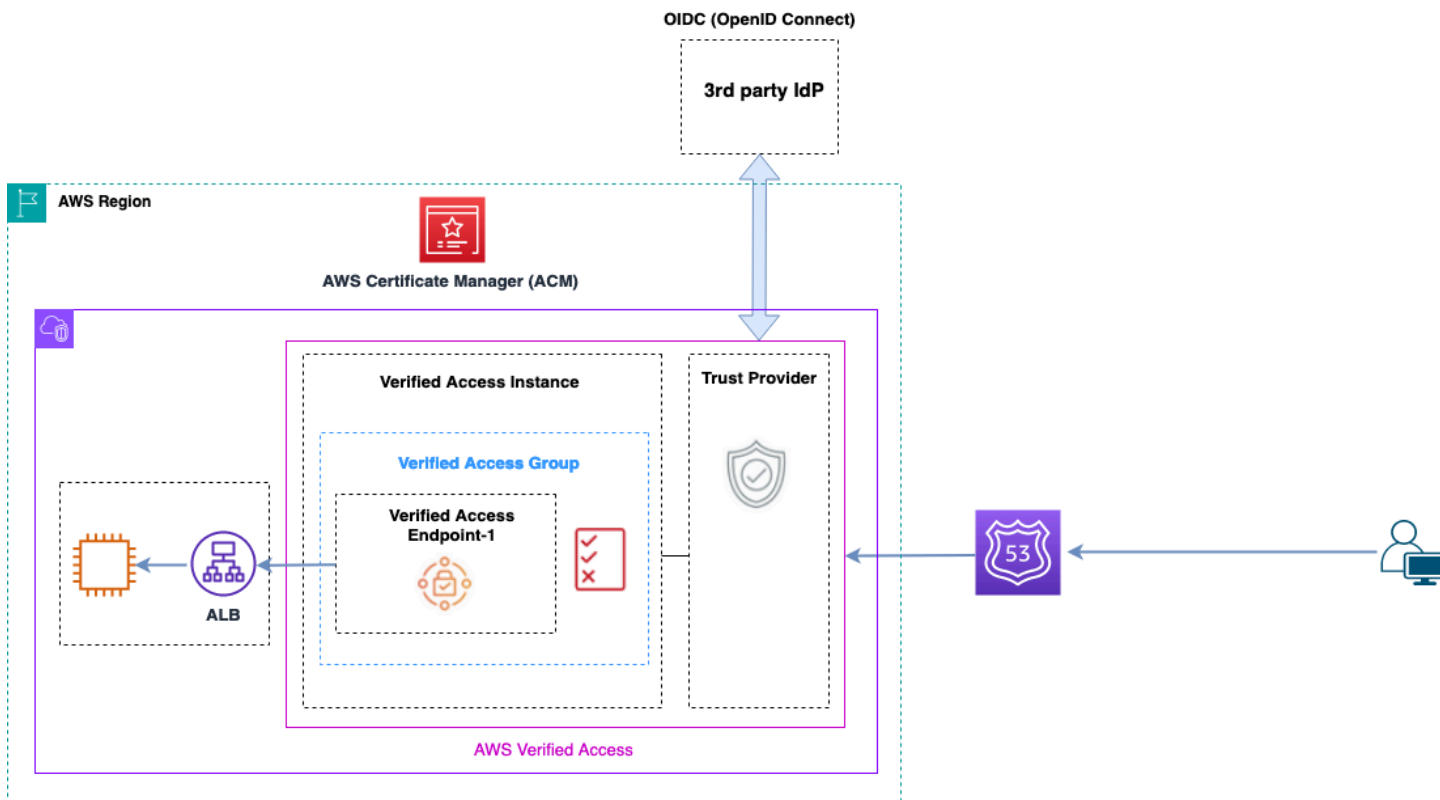 OIDC (OpenID Connect)
3rd party IdP
AWS Region
AWS Certificate Manager (ACM)
Verified Access Instance
Trust Provider
Verified Access Group
Verified Access
Endpoint-1
53
ALB
AWS Verified Access